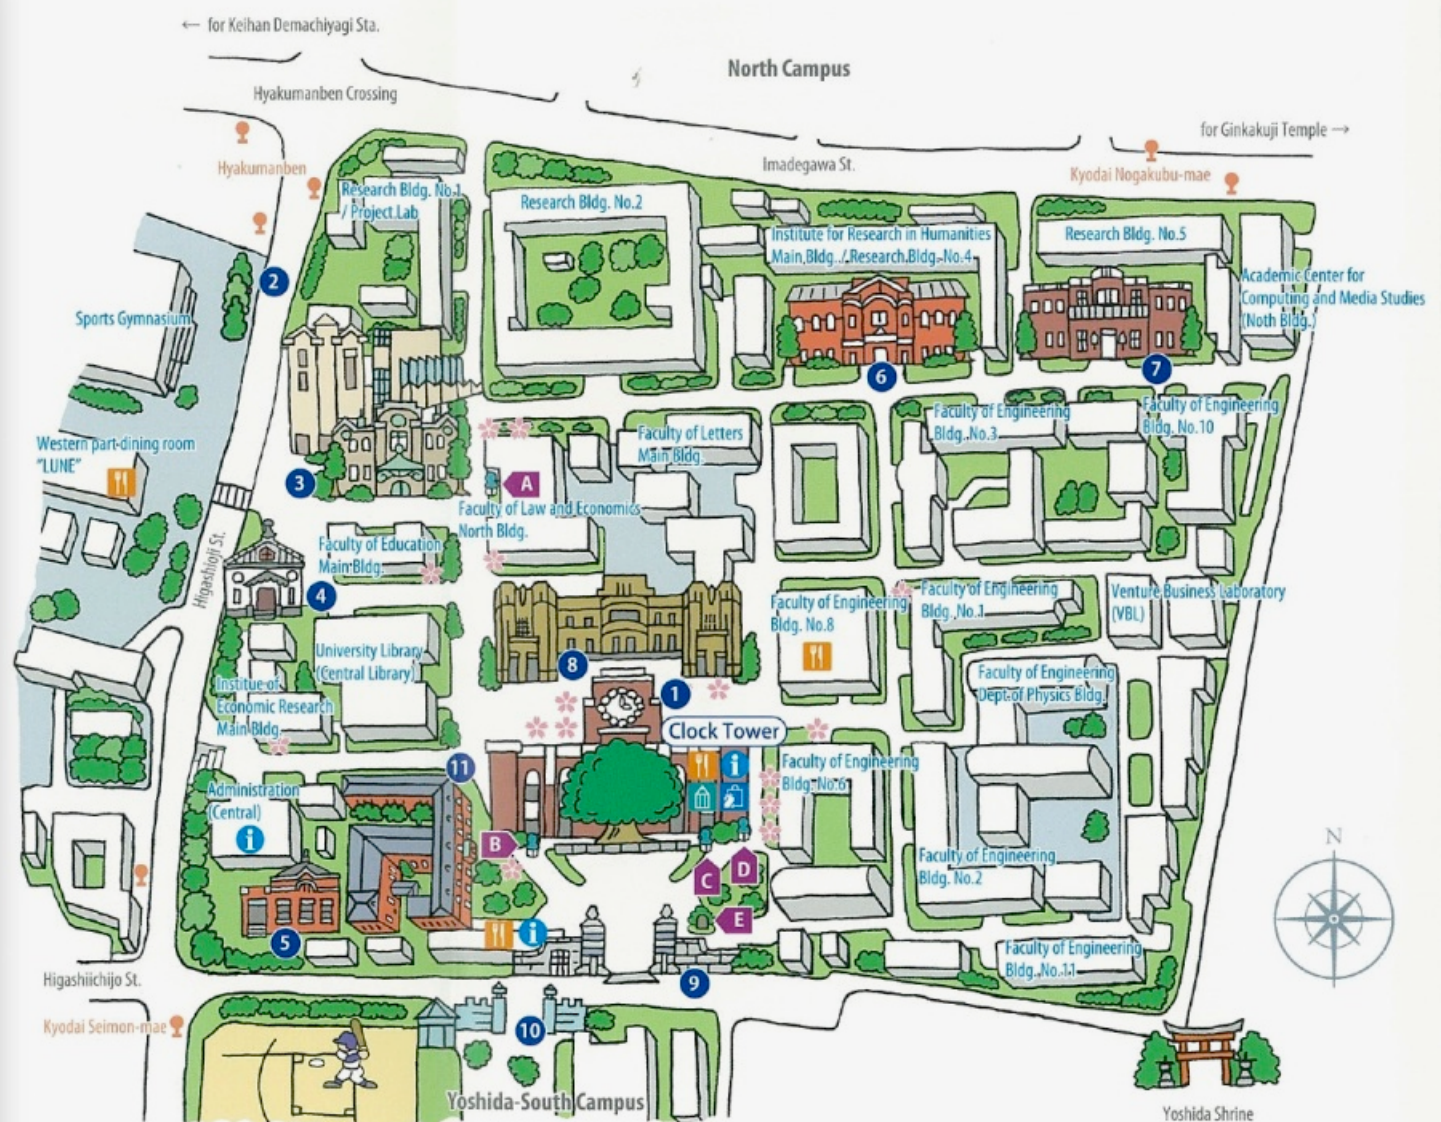 ← for Keihan Demachiyagi Sta.
North Campus
Hyakumanben Crossing
for Ginkakuji Temple →
Imadegawa St.
Hyakumanben
Kyodai Nogakubu-mae
Research Bldg. No.1
/ Project Lab
Research Bldg. No.2
Institute for Research in Humanities
Main Bldg. / Research Bldg. No.4
Research Bldg. No.5
Academic Center for
Computing and Media Studies
(Noth Bldg.)
2
Sports Gymnasium
6
7
Western part-dining room
"LUNE"
Faculty of Letters
Main Bldg.
Faculty of Engineering
Bldg. No.3
Faculty of Engineering
Bldg. No.10
3
A
Faculty of Law and Economics
North Bldg.
Higashioji St.
Faculty of Education
Main Bldg.
4
Faculty of Engineering
Bldg. No.8
Faculty of Engineering
Bldg. No.1
Venture Business Laboratory
(VBL)
University Library
(Central Library)
8
1
Institue of
Economic Research
Main Bldg.
Faculty of Engineering
Dept of Physics Bldg.
Clock Tower
11
i
Faculty of Engineering
Bldg. No.6
Administration
(Central)
i
B
C
D
E
Faculty of Engineering
Bldg. No.2
N
5
i
Faculty of Engineering
Bldg. No.11
Higashiichijo St.
9
Kyodai Seimon-mae
10
Yoshida-South Campus
Yoshida Shrine